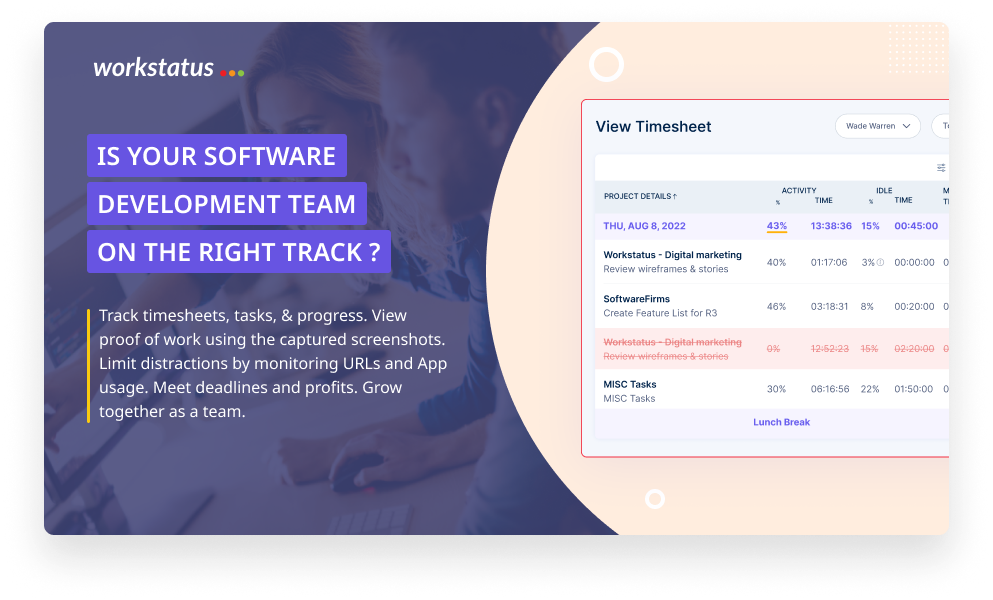 workstatus
IS YOUR SOFTWARE
DEVELOPMENT TEAM
ON THE RIGHT TRACK ?
Track timesheets, tasks, & progress. View
proof of work using the captured screenshots.
Limit distractions by monitoring URLs and App
usage. Meet deadlines and profits. Grow
together as a team.
View Timesheet
Wade Warren
PROJECT DETAILS↑ ACTIVITY IDLE
% TIME % TIME
THU, AUG 8, 2022 43% 13:38:36 15% 00:45:00
Workstatus - Digital marketing
Review wireframes & stories
40% 01:17:06 3% 00:00:00
SoftwareFirms
Create Feature List for R3
46% 03:18:31 8% 00:20:00
Workstatus - Digital marketing
Review wireframes & stories
0% 12:52:23 15% 02:20:00
MISC Tasks
MISC Tasks
30% 06:16:56 22% 01:50:00
Lunch Break